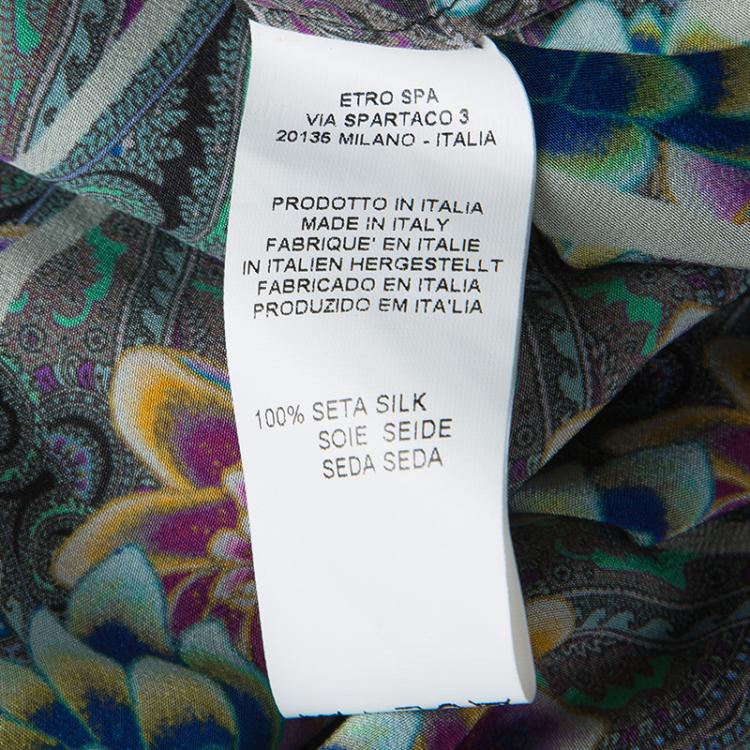 ETRO SPA
VIA SPARTACO 3
20135 MILANO - ITALIA
PRODOTTO IN ITALIA
MADE IN ITALY
FABRIQUE' EN ITALIE
IN ITALIEN HERGESTELLT
FABRICADO EN ITALIA
PRODUZIDO EM ITA'LIA
100% SETA SILK
SOIE SEIDE
SEDA SEDA